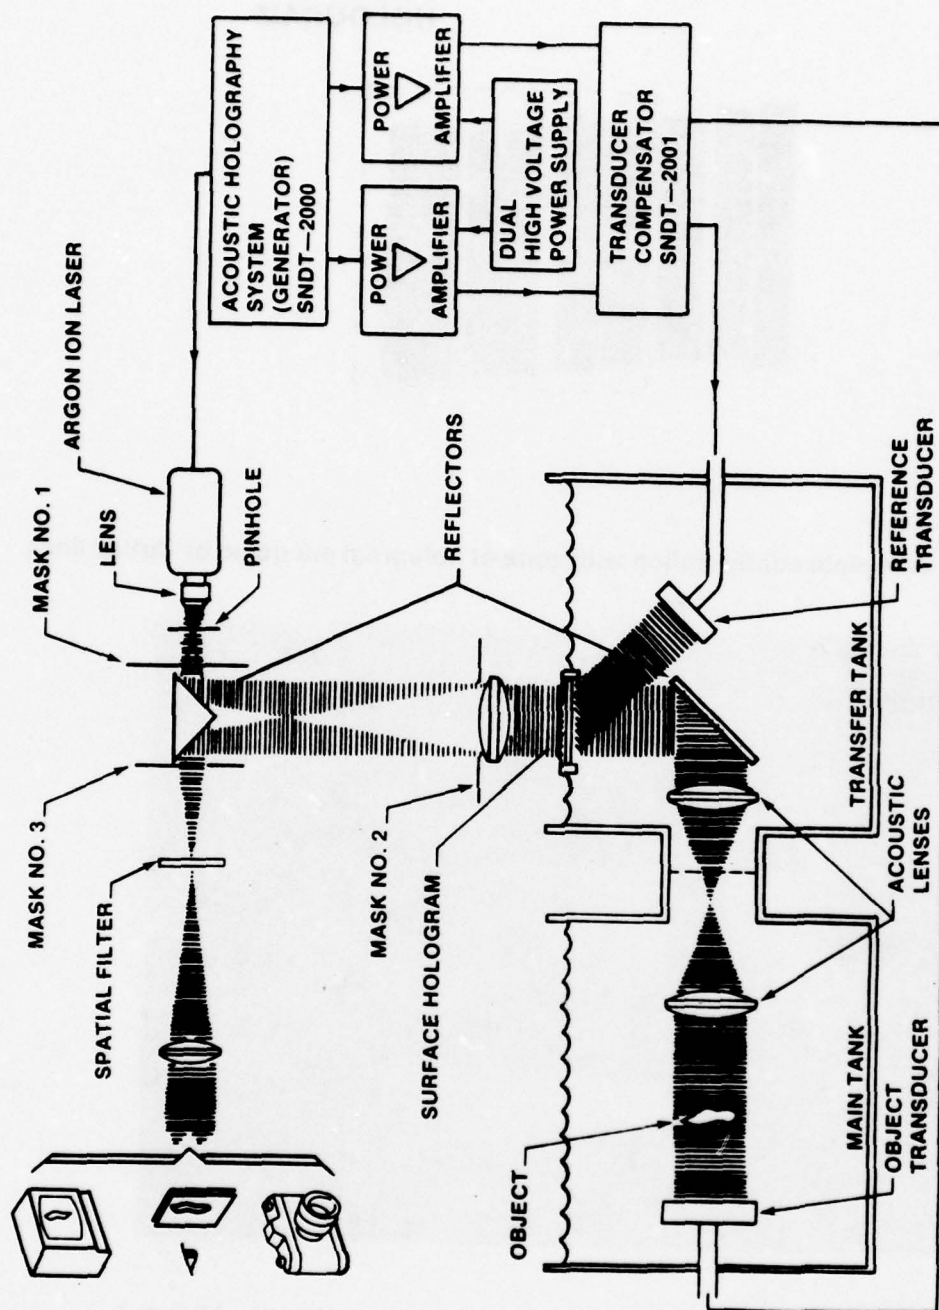 MASK NO. 3
SPATIAL FILTER
MASK NO. 1
LENS
ARGON ION LASER
PINHOLE
ACOUSTIC HOLOGRAPHY
SYSTEM
(GENERATOR)
SNDT—2000
POWER
AMPLIFIER
POWER
AMPLIFIER
DUAL
HIGH VOLTAGE
POWER SUPPLY
TRANSDUCER
COMPENSATOR
SNDT—2001
REFLECTORS
MASK NO. 2
SURFACE HOLOGRAM
OBJECT
MAIN TANK
OBJECT
TRANSDUCER
ACOUSTIC
LENSES
TRANSFER TANK
REFERENCE
TRANSDUCER